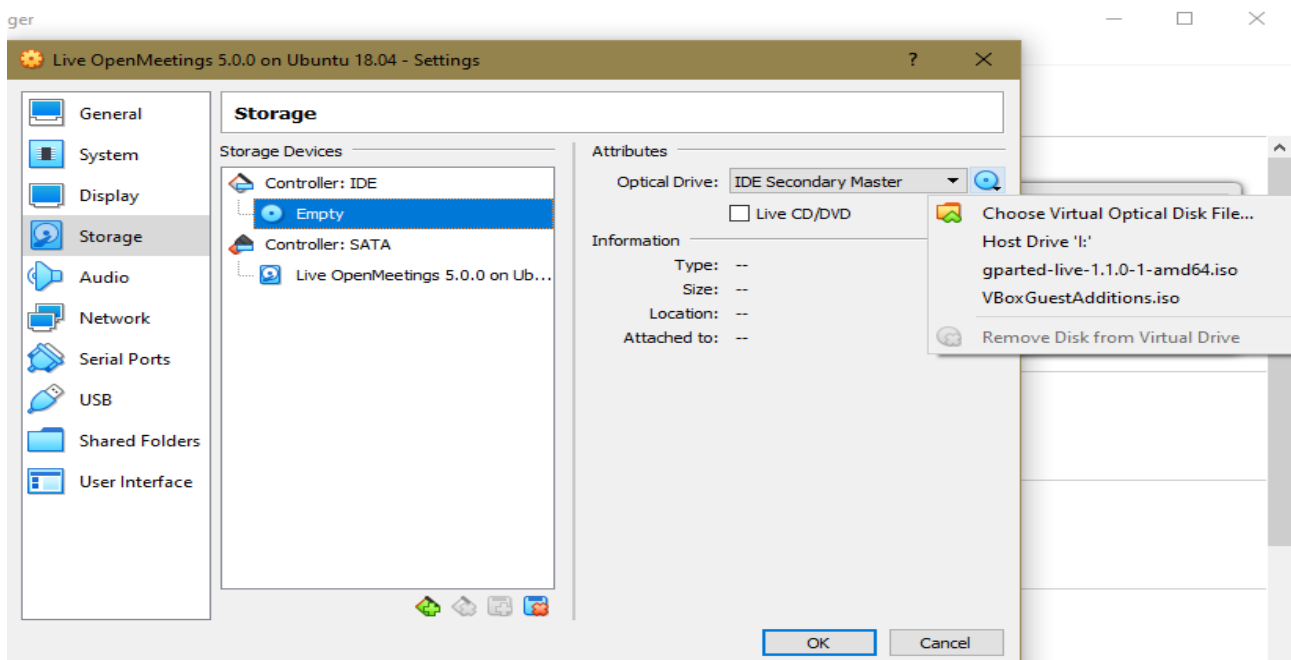 ger
Live OpenMeetings 5.0.0 on Ubuntu 18.04 - Settings
?
General
System
Display
Storage
Audio
Network
Serial Ports
USB
Shared Folders
User Interface
Storage
Storage Devices
Controller: IDE
Empty
Controller: SATA
Live OpenMeetings 5.0.0 on Ub...
Attributes
Optical Drive: IDE Secondary Master
Live CD/DVD
Information
Type: --
Size: --
Location: --
Attached to: --
Choose Virtual Optical Disk File...
Host Drive 'I:'
gparted-live-1.1.0-1-amd64.iso
VBoxGuestAdditions.iso
Remove Disk from Virtual Drive
OK
Cancel